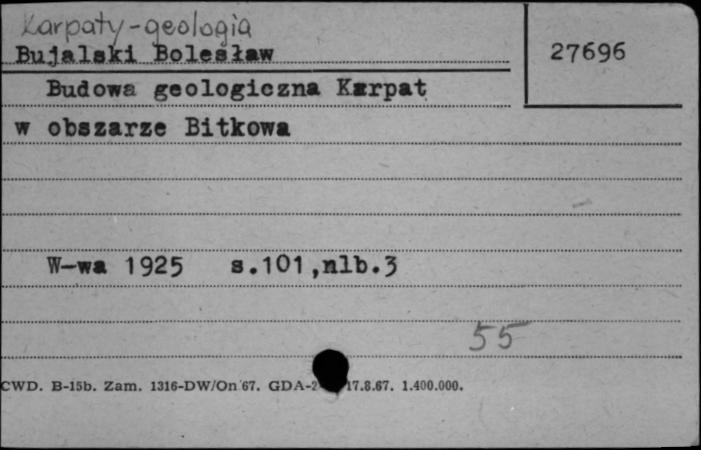 Karpaty-geologia
Bujalski Bolesław
27696
Budowa geologiczna Karpat
w obszarze Bitkowa
W-wa 1925 s.101,nlb.3
55
CWD. B-15b. Zam. 1316-DW/On 67. GDA-2 17.8.67. 1.400.000.